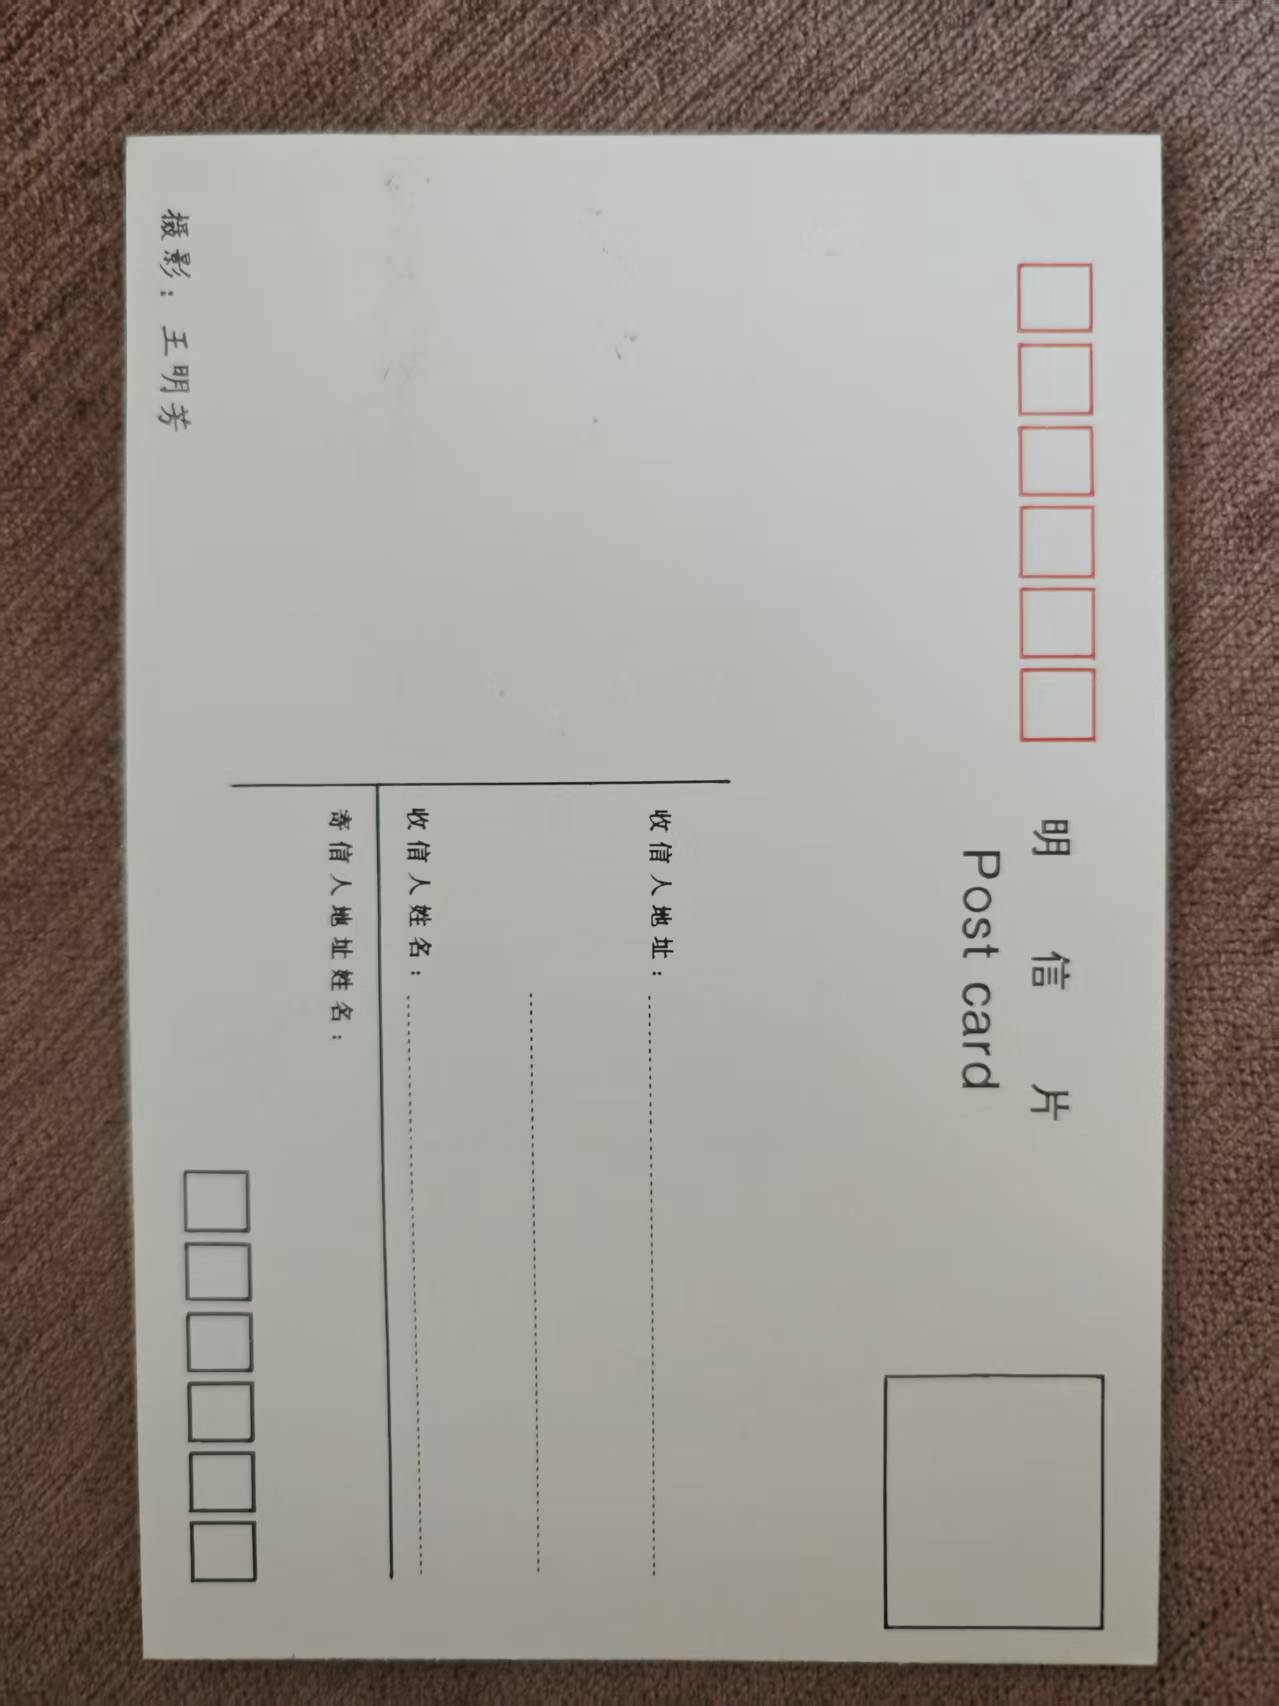 明信片
Post card
收信人地址：
收信人姓名：
寄信人地址姓名：
摄影：王明芳